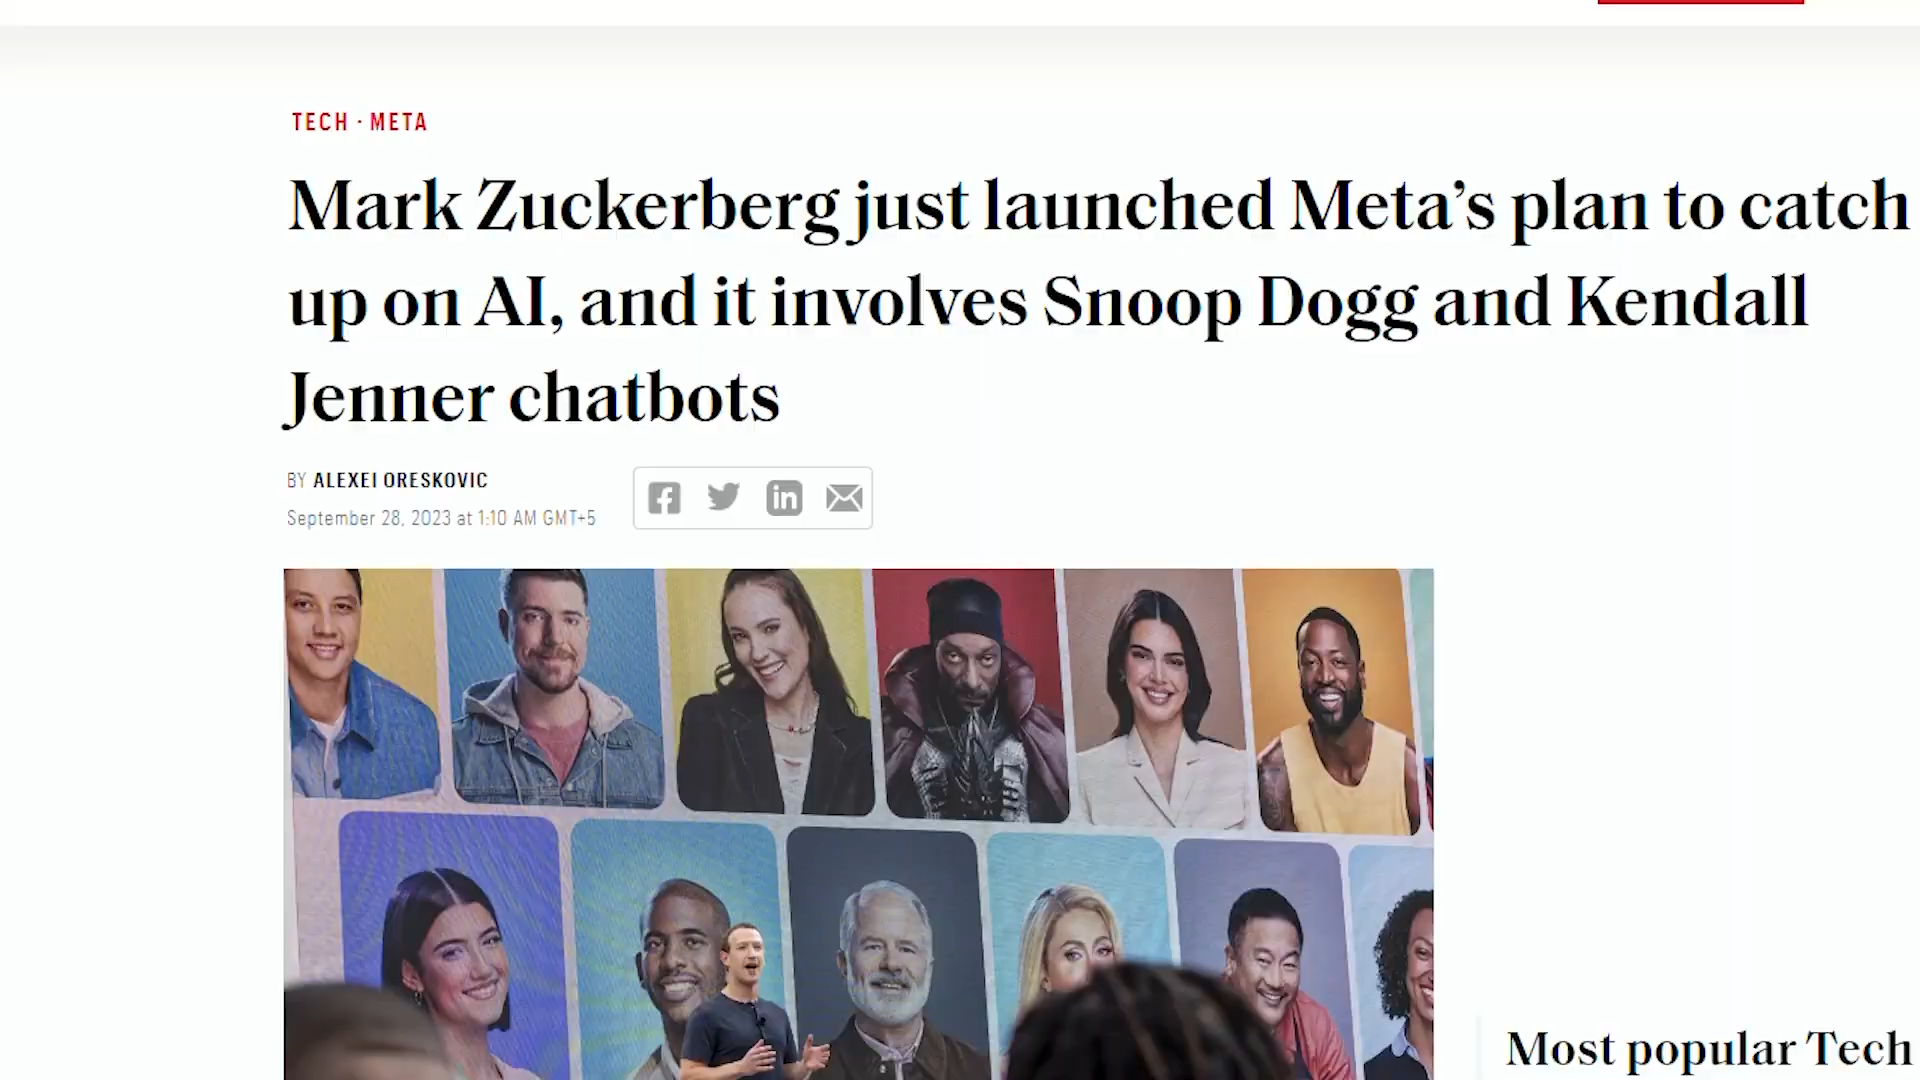 TECH · META
Mark Zuckerberg just launched Meta’s plan to catch
up on AI, and it involves Snoop Dogg and Kendall
Jenner chatbots
BY ALEXEI ORESKOVIC
September 28, 2023 at 1:10 AM GMT+5
Most popular Tech